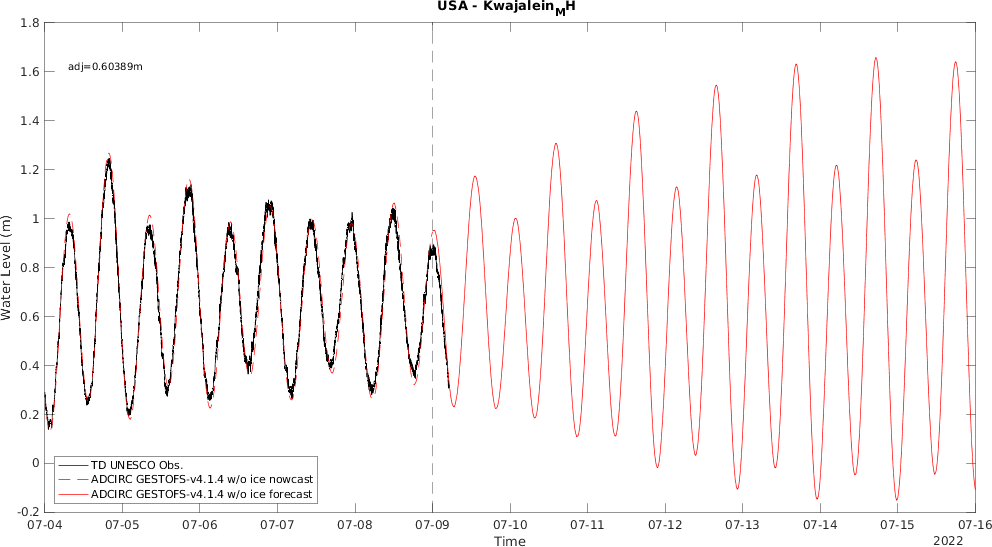 USA - Kwajalein_MH
adj=0.60389m
Water Level (m)
1.8
1.6
1.4
1.2
1
0.8
0.6
0.4
0.2
0
-0.2
TD UNESCO Obs.
ADCIRC GESTOFS-v4.1.4 w/o ice nowcast
ADCIRC GESTOFS-v4.1.4 w/o ice forecast
07-04 07-05 07-06 07-07 07-08 07-09 07-10 07-11 07-12 07-13 07-14 07-15 07-16
Time
2022